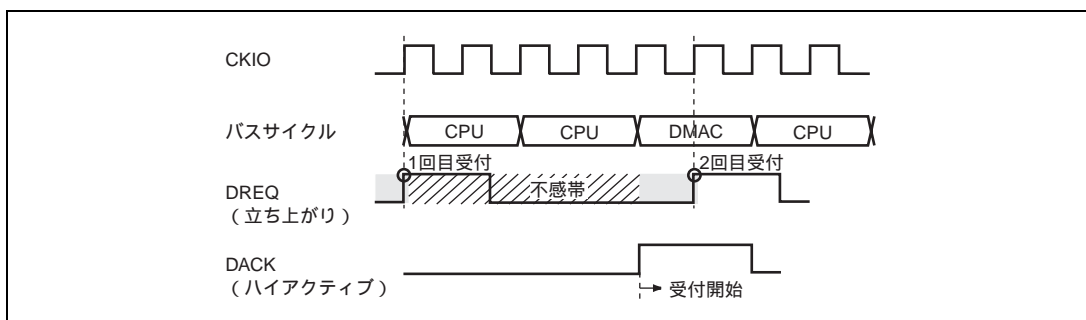 CKIO
バスサイクル
CPU CPU DMAC CPU
1回目受付 2回目受付
DREQ
(立ち上がり)
不感帯
DACK
(ハイアクティブ)
受付開始